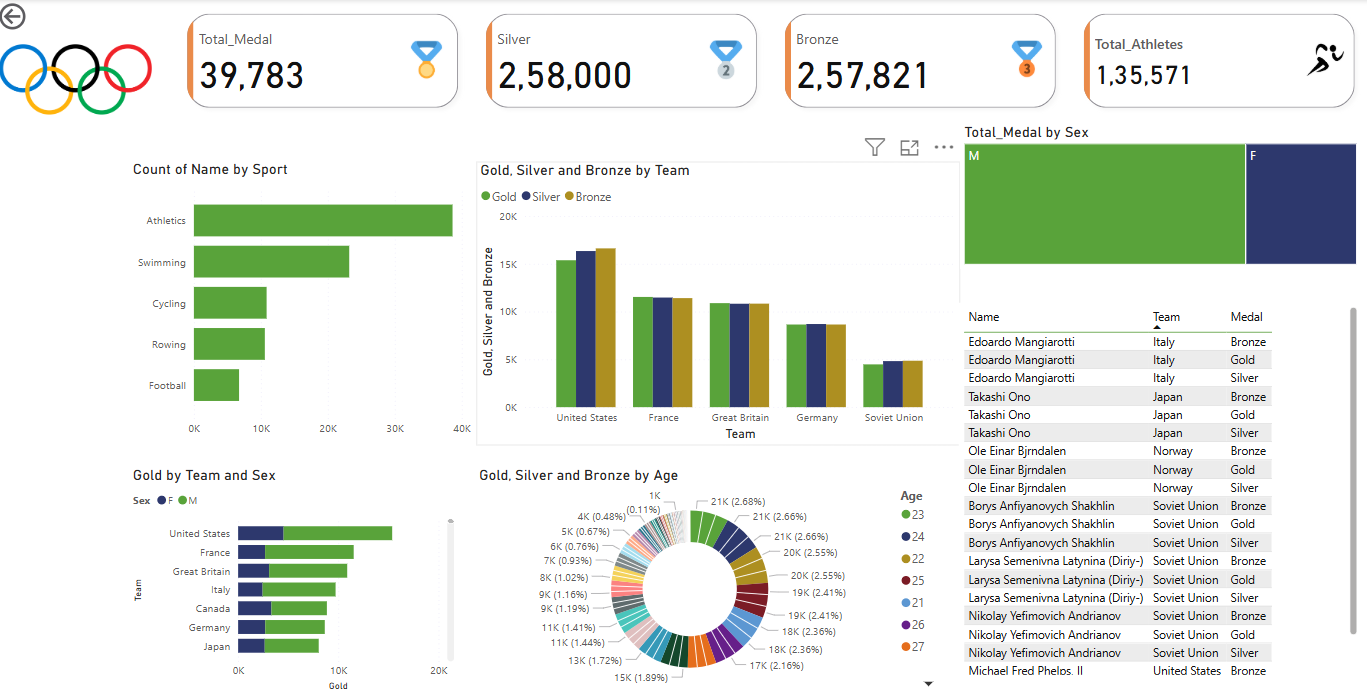 Total_Medal
39,783
Silver
2,58,000
2
Bronze
2,57,821
3
Total_Athletes
1,35,571
Count of Name by Sport
Athletics
Swimming
Cycling
Rowing
Football
0K 10K 20K 30K 40K
Gold, Silver and Bronze by Team
Gold Silver Bronze
Gold, Silver and Bronze
20K
15K
10K
5K
0K
United States France Great Britain Germany Soviet Union
Team
Total_Medal by Sex
M F
Name Team Medal
Edoardo Mangiarotti Italy Bronze
Edoardo Mangiarotti Italy Gold
Edoardo Mangiarotti Italy Silver
Takashi Ono Japan Bronze
Takashi Ono Japan Gold
Takashi Ono Japan Silver
Ole Einar Bjrndalen Norway Bronze
Ole Einar Bjrndalen Norway Gold
Ole Einar Bjrndalen Norway Silver
Borys Anfiyanovych Shakhlin Soviet Union Bronze
Borys Anfiyanovych Shakhlin Soviet Union Gold
Borys Anfiyanovych Shakhlin Soviet Union Silver
Larysa Semenivna Latynina (Diriy-) Soviet Union Bronze
Larysa Semenivna Latynina (Diriy-) Soviet Union Gold
Larysa Semenivna Latynina (Diriy-) Soviet Union Silver
Nikolay Yefimovich Andrianov Soviet Union Bronze
Nikolay Yefimovich Andrianov Soviet Union Gold
Nikolay Yefimovich Andrianov Soviet Union Silver
Michael Fred Phelps, II United States Bronze
Gold by Team and Sex
Sex F M
Team
United States
France
Great Britain
Italy
Canada
Germany
Japan
0K 10K 20K
Gold
Gold, Silver and Bronze by Age
21K (2.68%)
21K (2.66%)
21K (2.66%)
20K (2.55%)
20K (2.55%)
19K (2.41%)
19K (2.41%)
18K (2.36%)
18K (2.36%)
17K (2.16%)
15K (1.89%)
13K (1.72%)
11K (1.44%)
11K (1.41%)
9K (1.19%)
9K (1.16%)
8K (1.02%)
7K (0.93%)
6K (0.76%)
5K (0.67%)
4K (0.48%)
1K
(0.11%)
Age
23
24
22
25
21
26
27